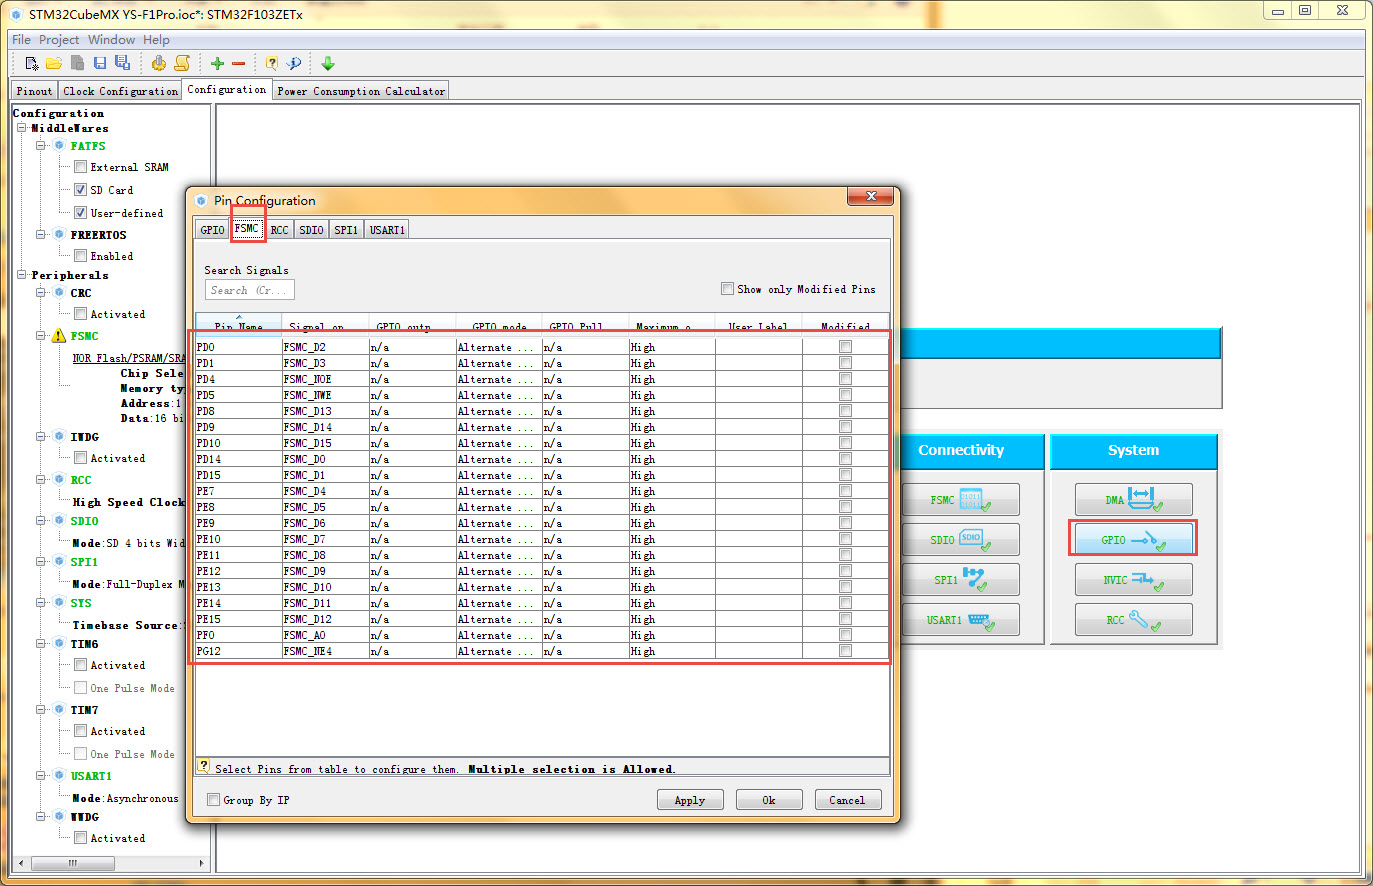 STM32CubeMX YS-F1Pro.ioc*: STM32F103ZETx
File Project Window Help
Pinout Clock Configuration Configuration Power Consumption Calculator
Configuration
MiddleWares
FATFS
External SRAM
SD Card
User-defined
FREERTOS
Enabled
Peripherals
CRC
Activated
FSMC
NOR Flash/PSRAM/SRA
Chip Sele
Memory ty
Address:1
Data:16 bi
IWDG
Activated
RCC
High Speed Clock
SDIO
Mode:SD 4 bits Wid
SPI1
Mode:Full-Duplex M
SYS
Timebase Source:
TIM6
Activated
One Pulse Mode
TIM7
Activated
One Pulse Mode
USART1
Mode:Asynchronous
WWDG
Activated
Pin Configuration
GPIO FSMC RCC SDIO SPI1 USART1
Search Signals
Search (Cr...
Show only Modified Pins
Pin Name Signal on GPIO outp GPIO mode GPIO Pull Maximum o User Label Modified
PD0 FSMC_D2 n/a Alternate ... n/a High
PD1 FSMC_D3 n/a Alternate ... n/a High
PD4 FSMC_NOE n/a Alternate ... n/a High
PD5 FSMC_NWE n/a Alternate ... n/a High
PD8 FSMC_D13 n/a Alternate ... n/a High
PD9 FSMC_D14 n/a Alternate ... n/a High
PD10 FSMC_D15 n/a Alternate ... n/a High
PD14 FSMC_D0 n/a Alternate ... n/a High
PD15 FSMC_D1 n/a Alternate ... n/a High
PE7 FSMC_D4 n/a Alternate ... n/a High
PE8 FSMC_D5 n/a Alternate ... n/a High
PE9 FSMC_D6 n/a Alternate ... n/a High
PE10 FSMC_D7 n/a Alternate ... n/a High
PE11 FSMC_D8 n/a Alternate ... n/a High
PE12 FSMC_D9 n/a Alternate ... n/a High
PE13 FSMC_D10 n/a Alternate ... n/a High
PE14 FSMC_D11 n/a Alternate ... n/a High
PE15 FSMC_D12 n/a Alternate ... n/a High
PF0 FSMC_A0 n/a Alternate ... n/a High
PG12 FSMC_NE4 n/a Alternate ... n/a High
Select Pins from table to configure them. Multiple selection is Allowed.
Group By IP
Apply Ok Cancel
Connectivity
FSMC
SDIO SDIO
SPI1
USART1
System
DMA
GPIO
NVIC
RCC